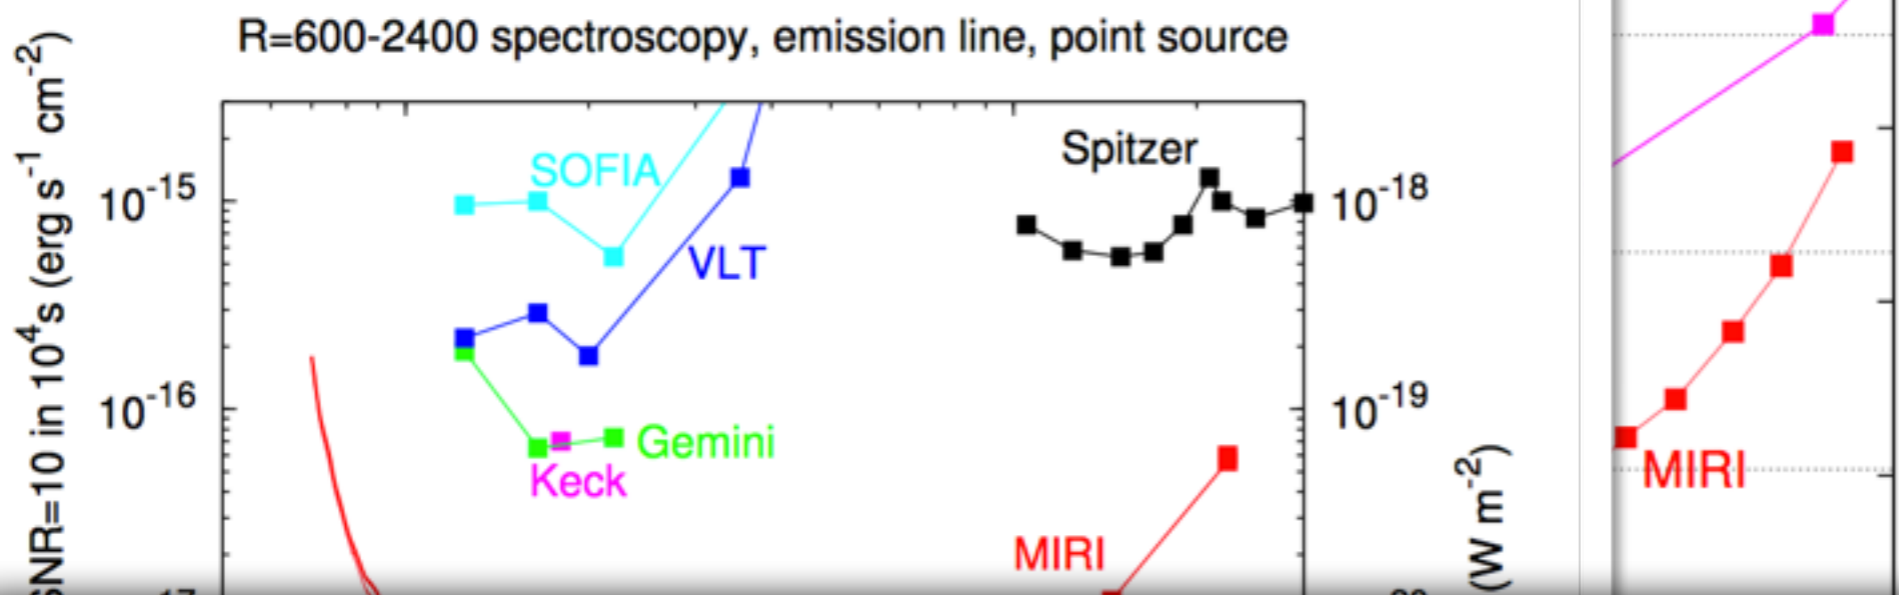 R=600-2400 spectroscopy, emission line, point source
SNR=10 in 10⁴s (erg s⁻¹ cm⁻²)
10⁻¹⁵
10⁻¹⁶
SOFIA
VLT
Gemini
Keck
Spitzer
MIRI
10⁻¹⁸
10⁻¹⁹
(W m⁻²)
MIRI